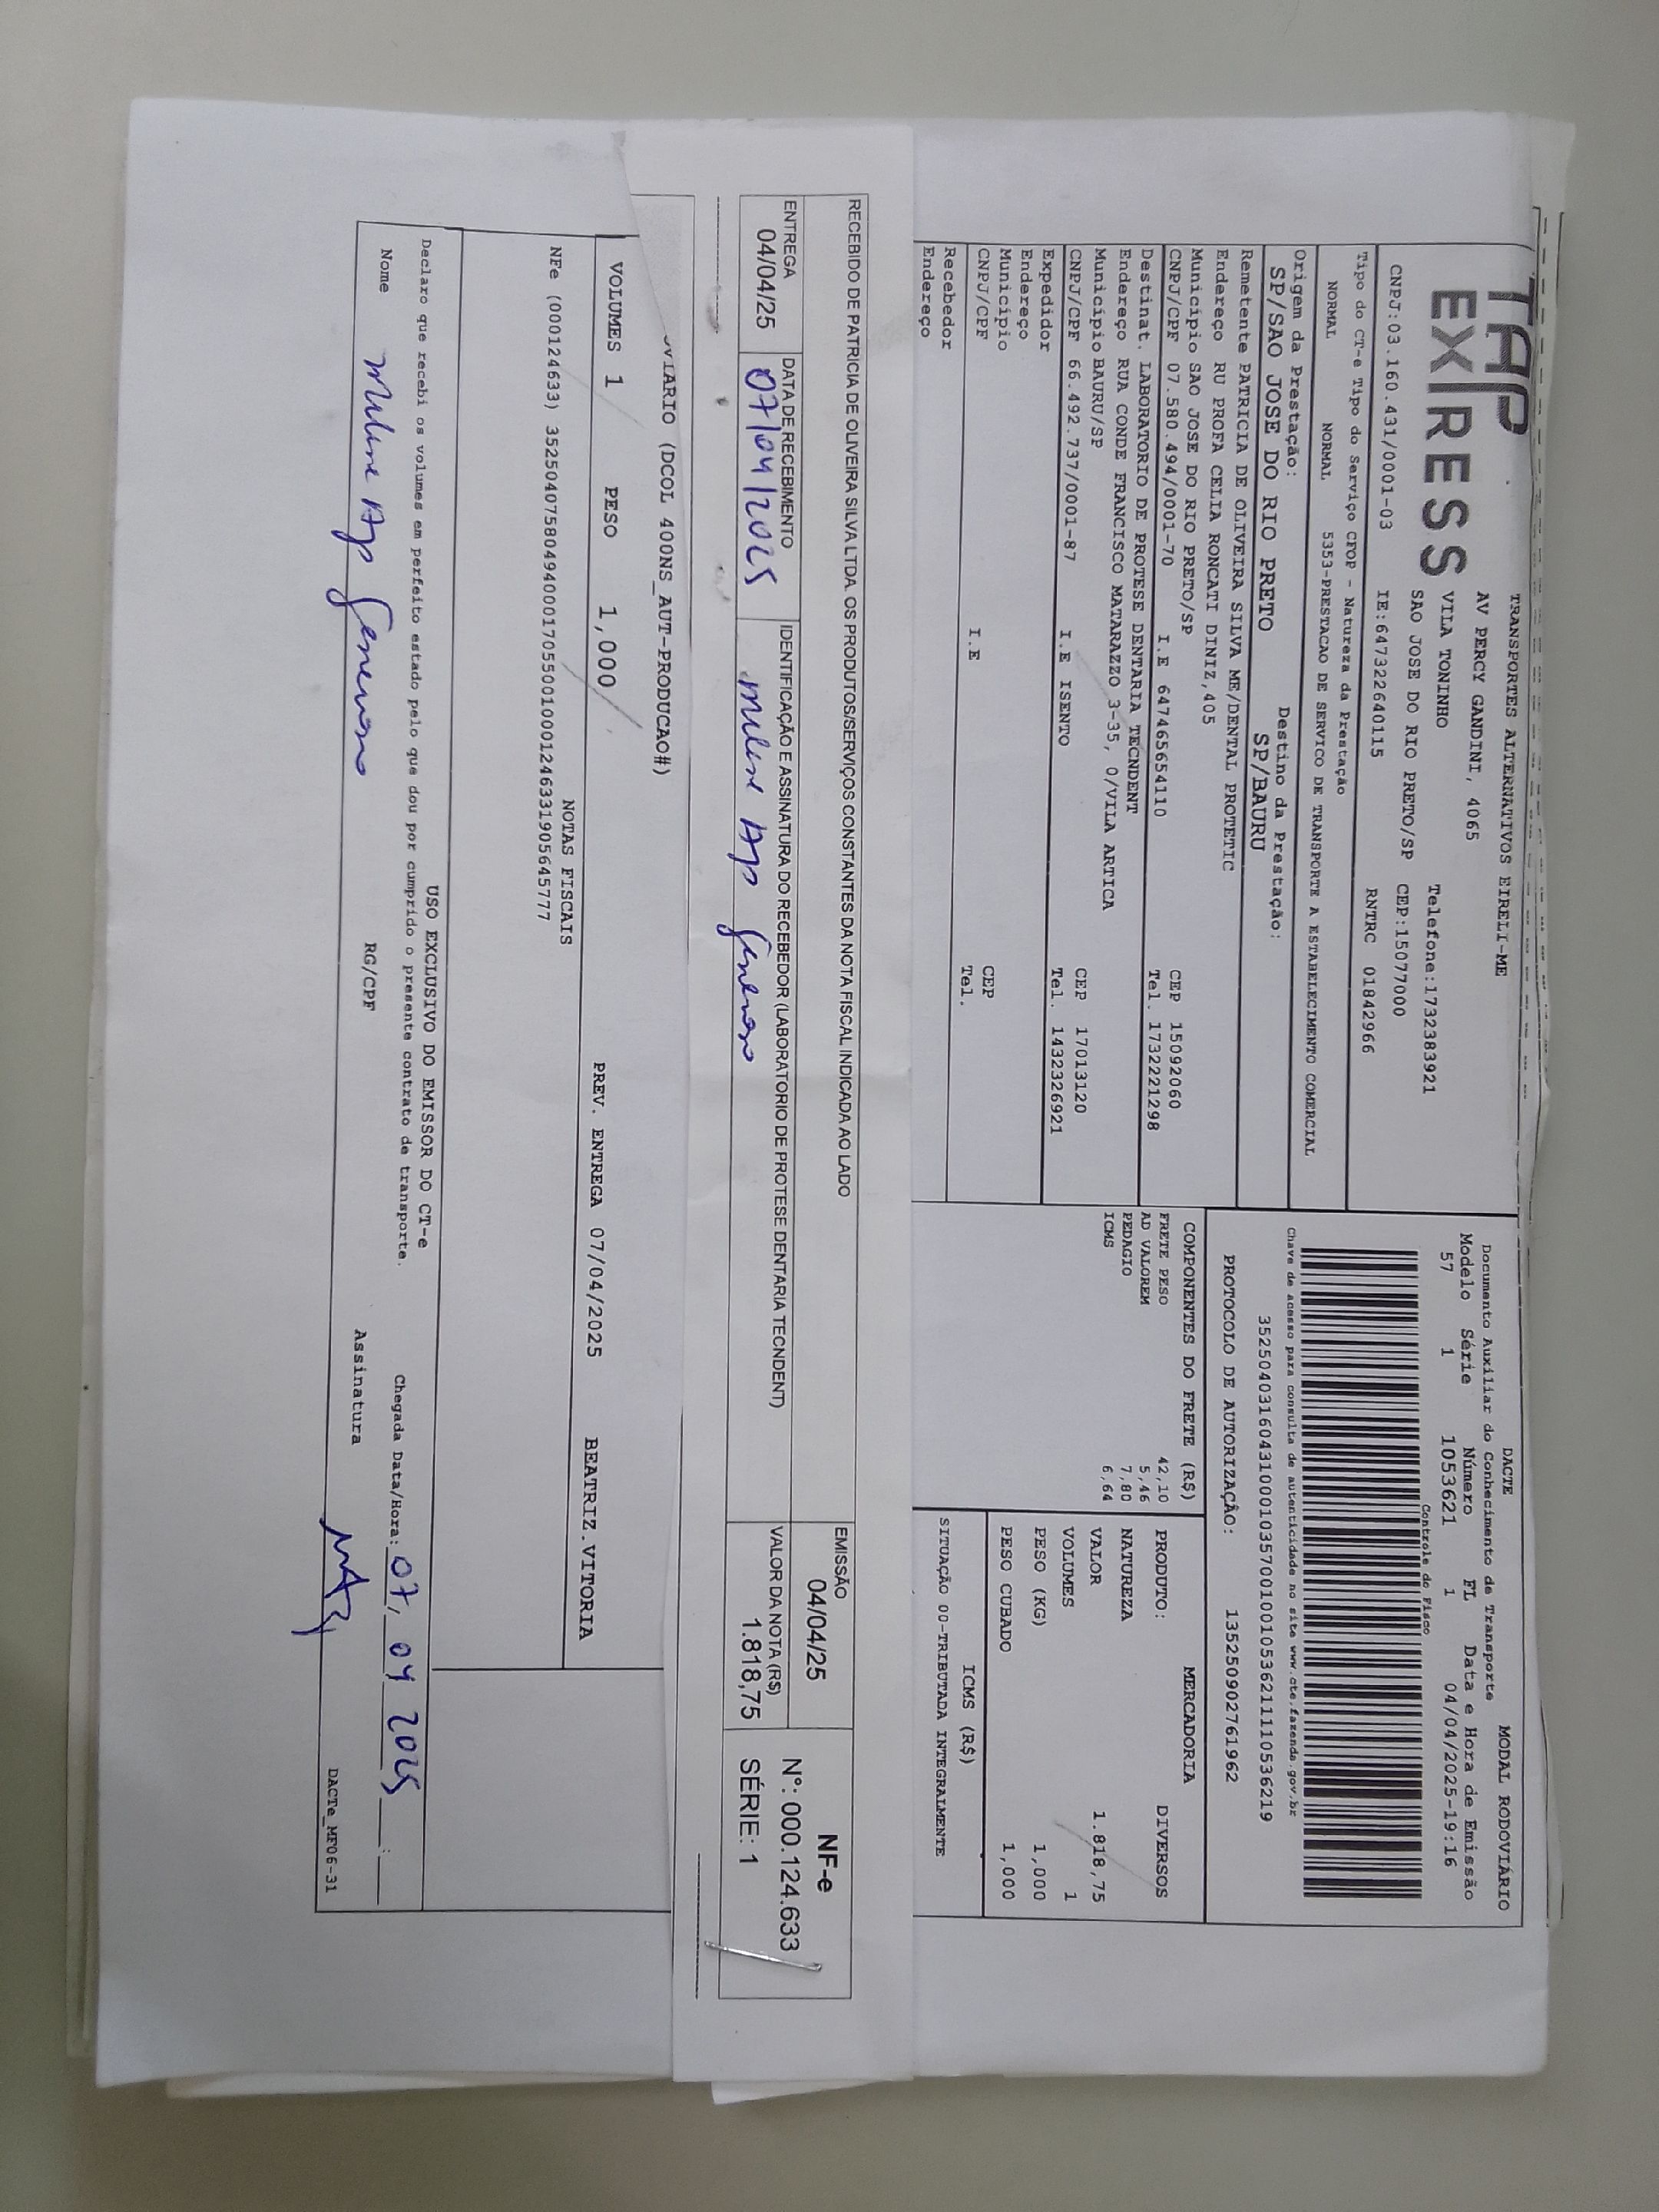 TAP
EXPRESS
TRANSPORTES ALTERNATIVOS EIRELI-ME
AV PERCY GANDINI, 4065
VILA TONINHO Telefone:1732383921
SAO JOSE DO RIO PRETO/SP CEP:15077000
CNPJ:03.160.431/0001-03 IE:647322640115 RNTRC 01842966
Tipo do CT-e Tipo do Serviço CFOP - Natureza da Prestação
NORMAL NORMAL 5353-PRESTACAO DE SERVICO DE TRANSPORTE A ESTABELECIMENTO COMERCIAL
Origem da Prestação: Destino da Prestação:
SP/SAO JOSE DO RIO PRETO SP/BAURU
Remetente PATRICIA DE OLIVEIRA SILVA ME/DENTAL PROTETIC
Endereço RU PROFA CELIA RONCATI DINIZ,405
Município SAO JOSE DO RIO PRETO/SP CEP 15092060
CNPJ/CPF 07.580.494/0001-70 I.E 647465654110 Tel. 1732221298
Destinat. LABORATORIO DE PROTESE DENTARIA TECNDENT
Endereço RUA CONDE FRANCISCO MATARAZZO 3-35, 0/VILA ARTICA
Município BAURU/SP CEP 17013120
CNPJ/CPF 66.492.737/0001-87 I.E ISENTO Tel. 1432326921
Expedidor
Endereço
Município CEP
CNPJ/CPF I.E Tel.
Recebedor
Endereço
DACTE MODAL RODOVIÁRIO
Documento Auxiliar do Conhecimento de Transporte
Modelo Série Número FL Data e Hora de Emissão
57 1 1053621 1 04/04/2025-19:16
Controle do Fisco
Chave de acesso para consulta de autenticidade no site www.cte.fazenda.gov.br
35250403160431000103570010010536211110536219
PROTOCOLO DE AUTORIZAÇÃO: 135250902761962
COMPONENTES DO FRETE (R$)
FRETE PESO 42,10
AD VALOREM 5,46
PEDAGIO 7,80
ICMS 6,64
MERCADORIA
PRODUTO: DIVERSOS
NATUREZA
VALOR 1.818,75
VOLUMES 1
PESO (KG) 1,000
PESO CUBADO 1,000
ICMS (R$)
SITUAÇÃO 00-TRIBUTADA INTEGRALMENTE
RECEBIDO DE PATRICIA DE OLIVEIRA SILVA LTDA. OS PRODUTOS/SERVIÇOS CONSTANTES DA NOTA FISCAL INDICADA AO LADO
EMISSÃO
04/04/25
NF-e
Nº: 000.124.633
SÉRIE: 1
ENTREGA
04/04/25
DATA DE RECEBIMENTO
07/04/2025
IDENTIFICAÇÃO E ASSINATURA DO RECEBEDOR (LABORATORIO DE PROTESE DENTARIA TECNDENT)
VALOR DA NOTA (R$)
1.818,75
VIARIO (DCOL 400NS_AUT-PRODUCAO#)
VOLUMES 1 PESO 1,000 PREV. ENTREGA 07/04/2025 BEATRIZ.VITORIA
NOTAS FISCAIS
NFe (000124633) 35250407580494000170550010001246331905645777
USO EXCLUSIVO DO EMISSOR DO CT-e
Declaro que recebi os volumes em perfeito estado pelo que dou por cumprido o presente contrato de transporte.
Chegada Data/Hora: 07, 04 2025 :
Nome RG/CPF Assinatura
DACTe_MF06-31